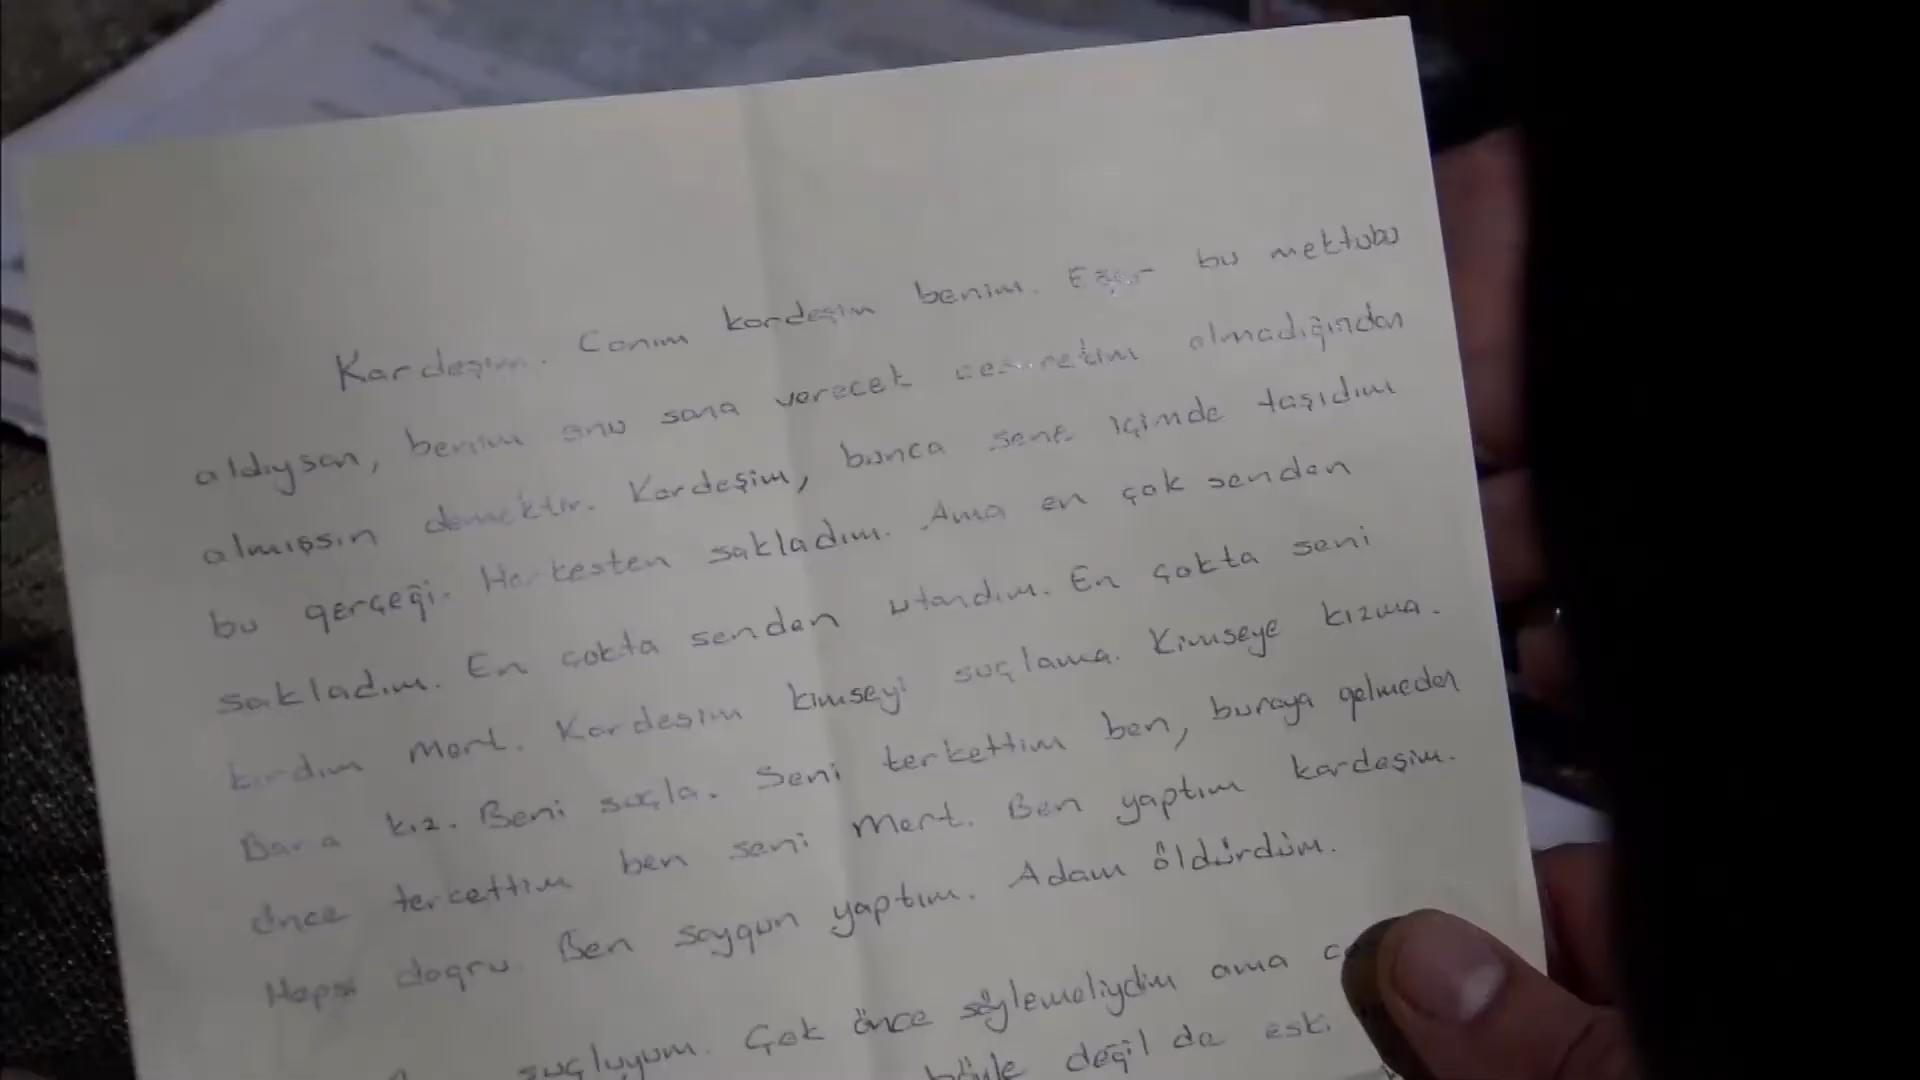 Kardeşim. Canım kardeşim benim. Eğer bu mektubu
aldıysan, benim onu sana verecek cesaretim olmadığından
almışsın demektir. Kardeşim, bunca sene içimde taşıdım
bu gerçeği. Herkesten sakladım. Ama en çok senden
sakladım. En çokta senden utandım. En çokta seni
kırdım Mert. Kardeşim kimseyi suçlama. Kimseye kızma.
Bana kız. Beni suçla. Seni terkettim ben, buraya gelmeden
önce terkettim ben seni Mert. Ben yaptım kardeşim.
Hepsi doğru. Ben soygun yaptım. Adam öldürdüm.
suçluyum. Çok önce söylemeliydim ama
böyle değil de eski